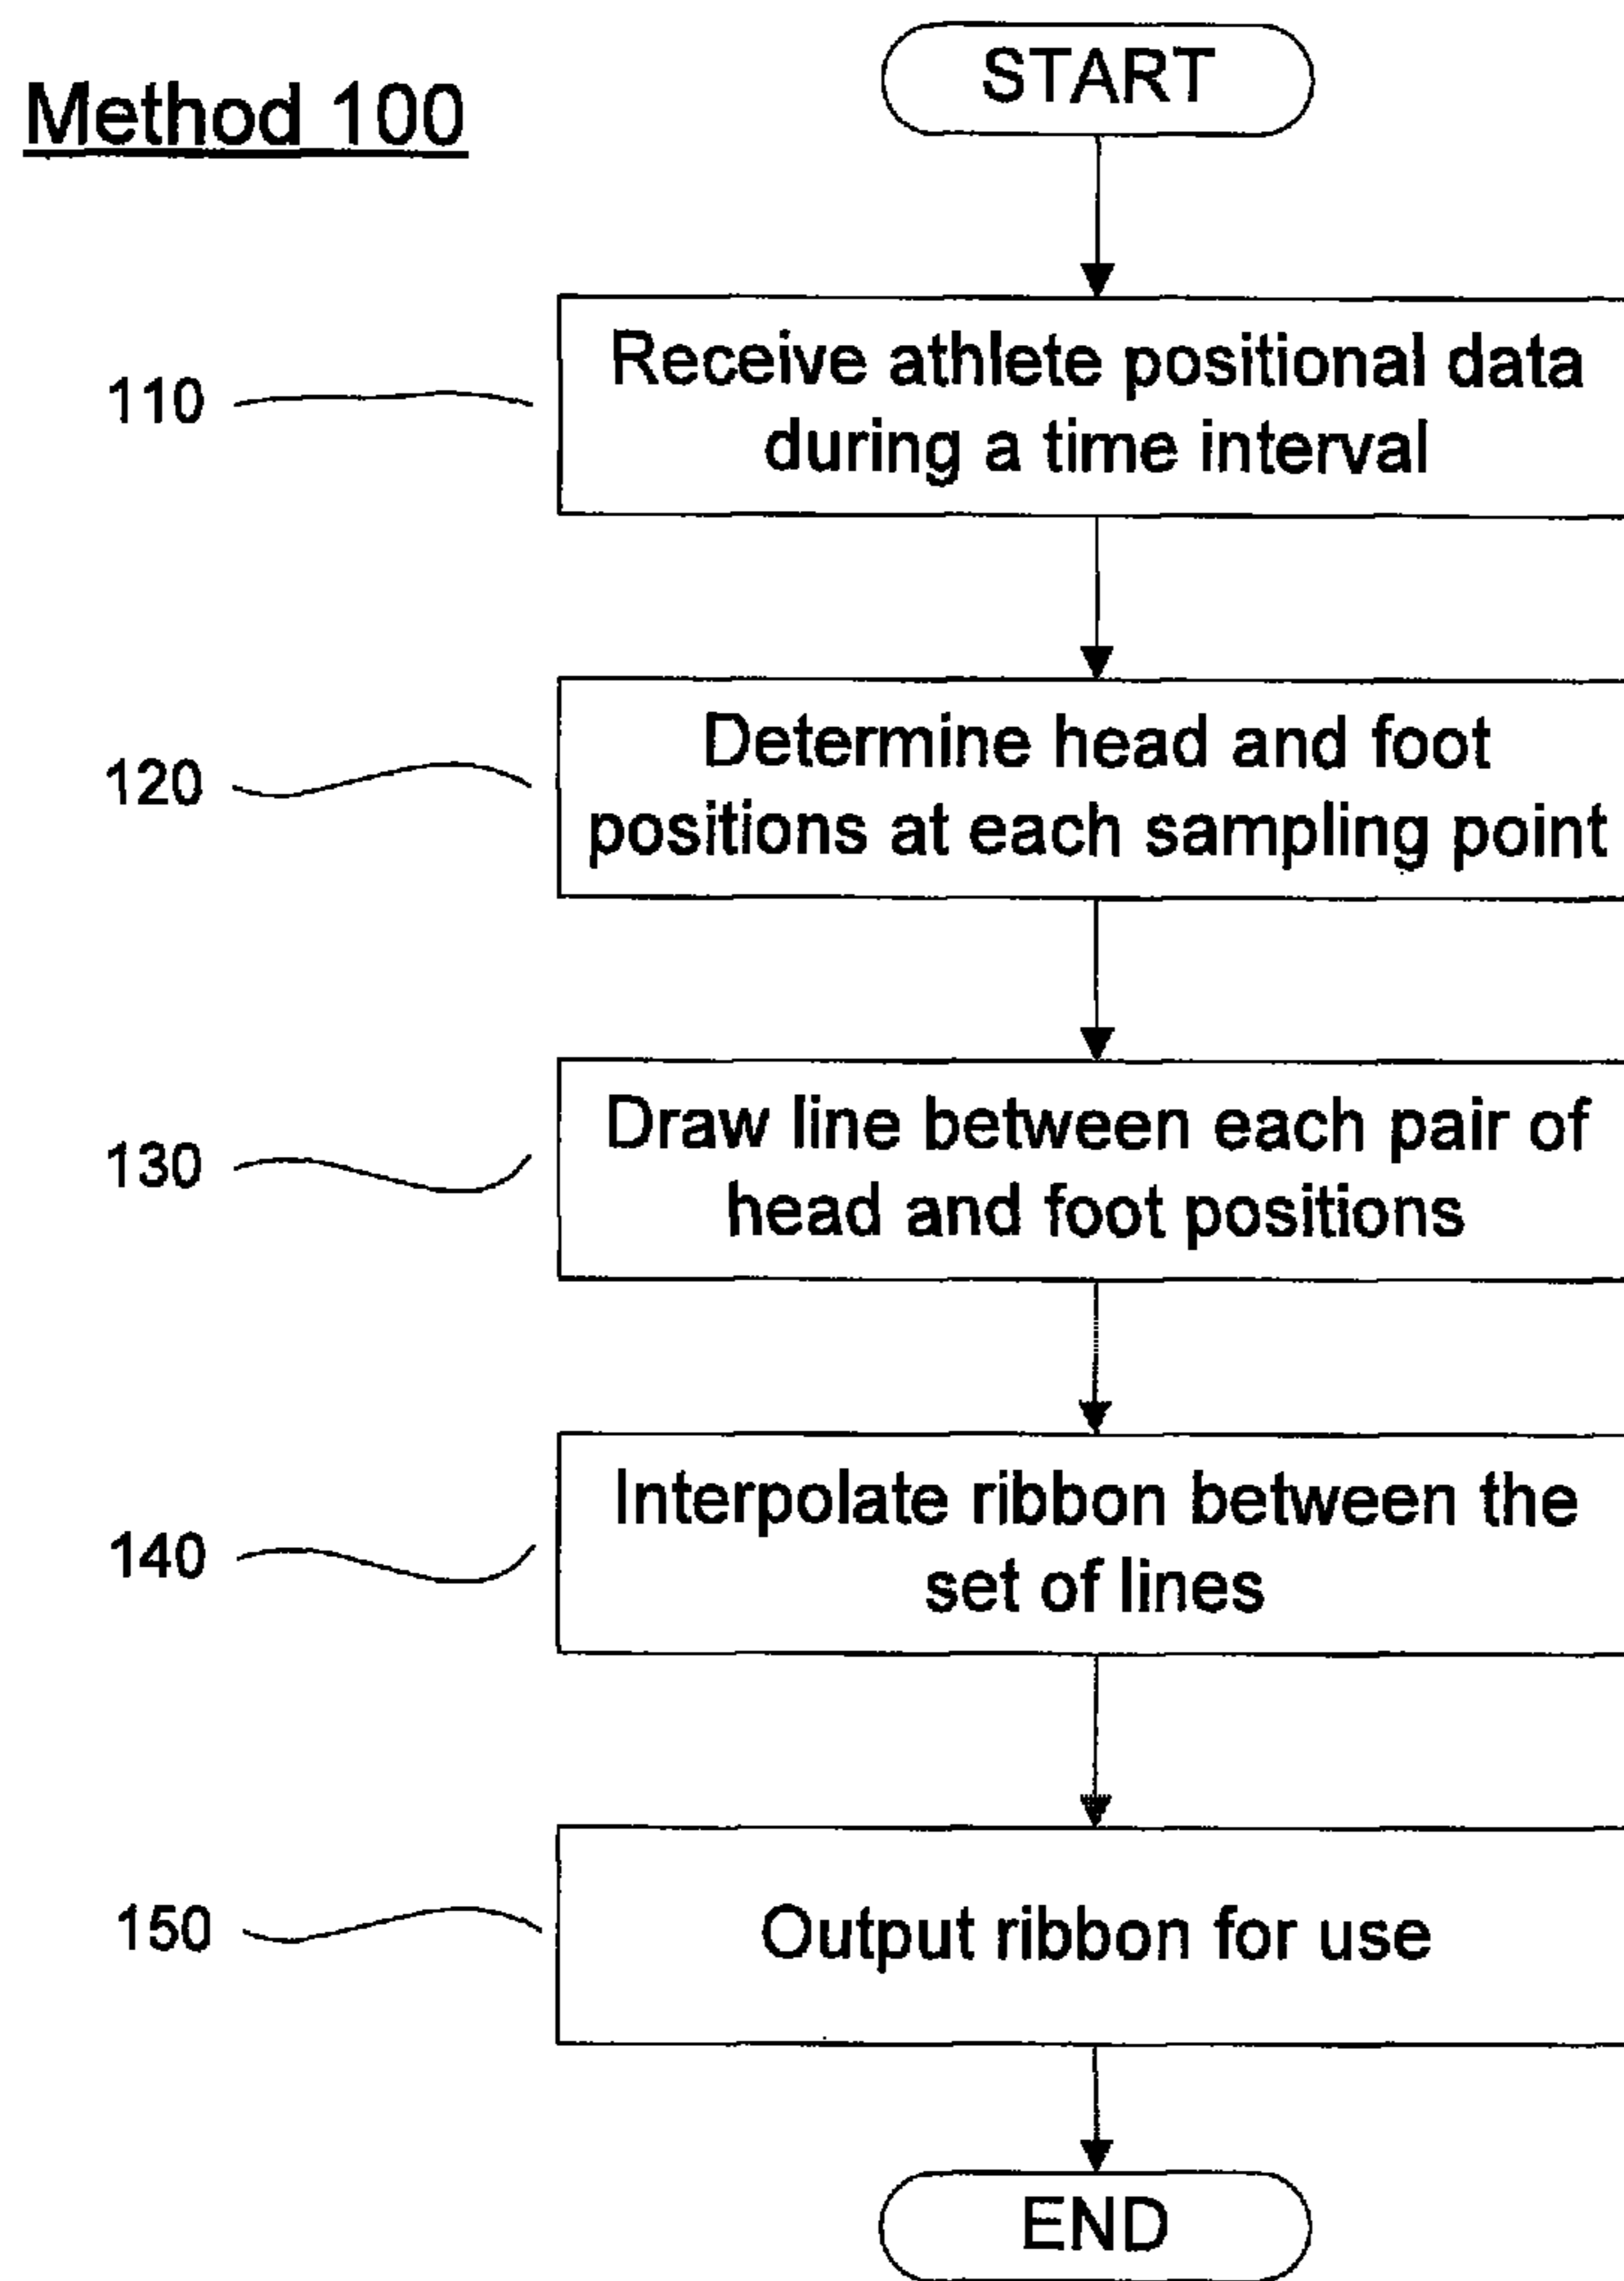 Method 100
START
110
Receive athlete positional data
during a time interval
120
Determine head and foot
positions at each sampling point
130
Draw line between each pair of
head and foot positions
140
Interpolate ribbon between the
set of lines
150
Output ribbon for use
END